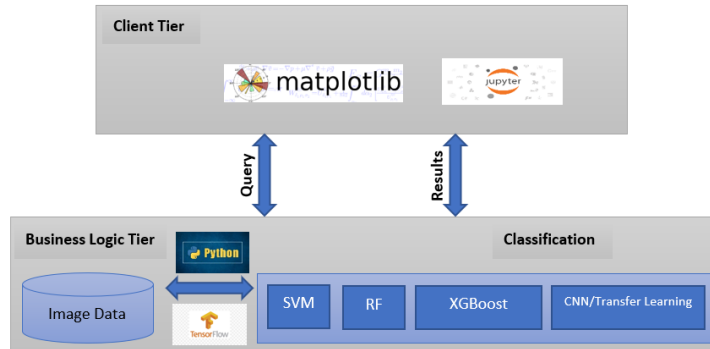 Client Tier
matplotlib
jupyter
Query
Results
Business Logic Tier
Classification
Python
Image Data
TensorFlow
SVM
RF
XGBoost
CNN/Transfer Learning